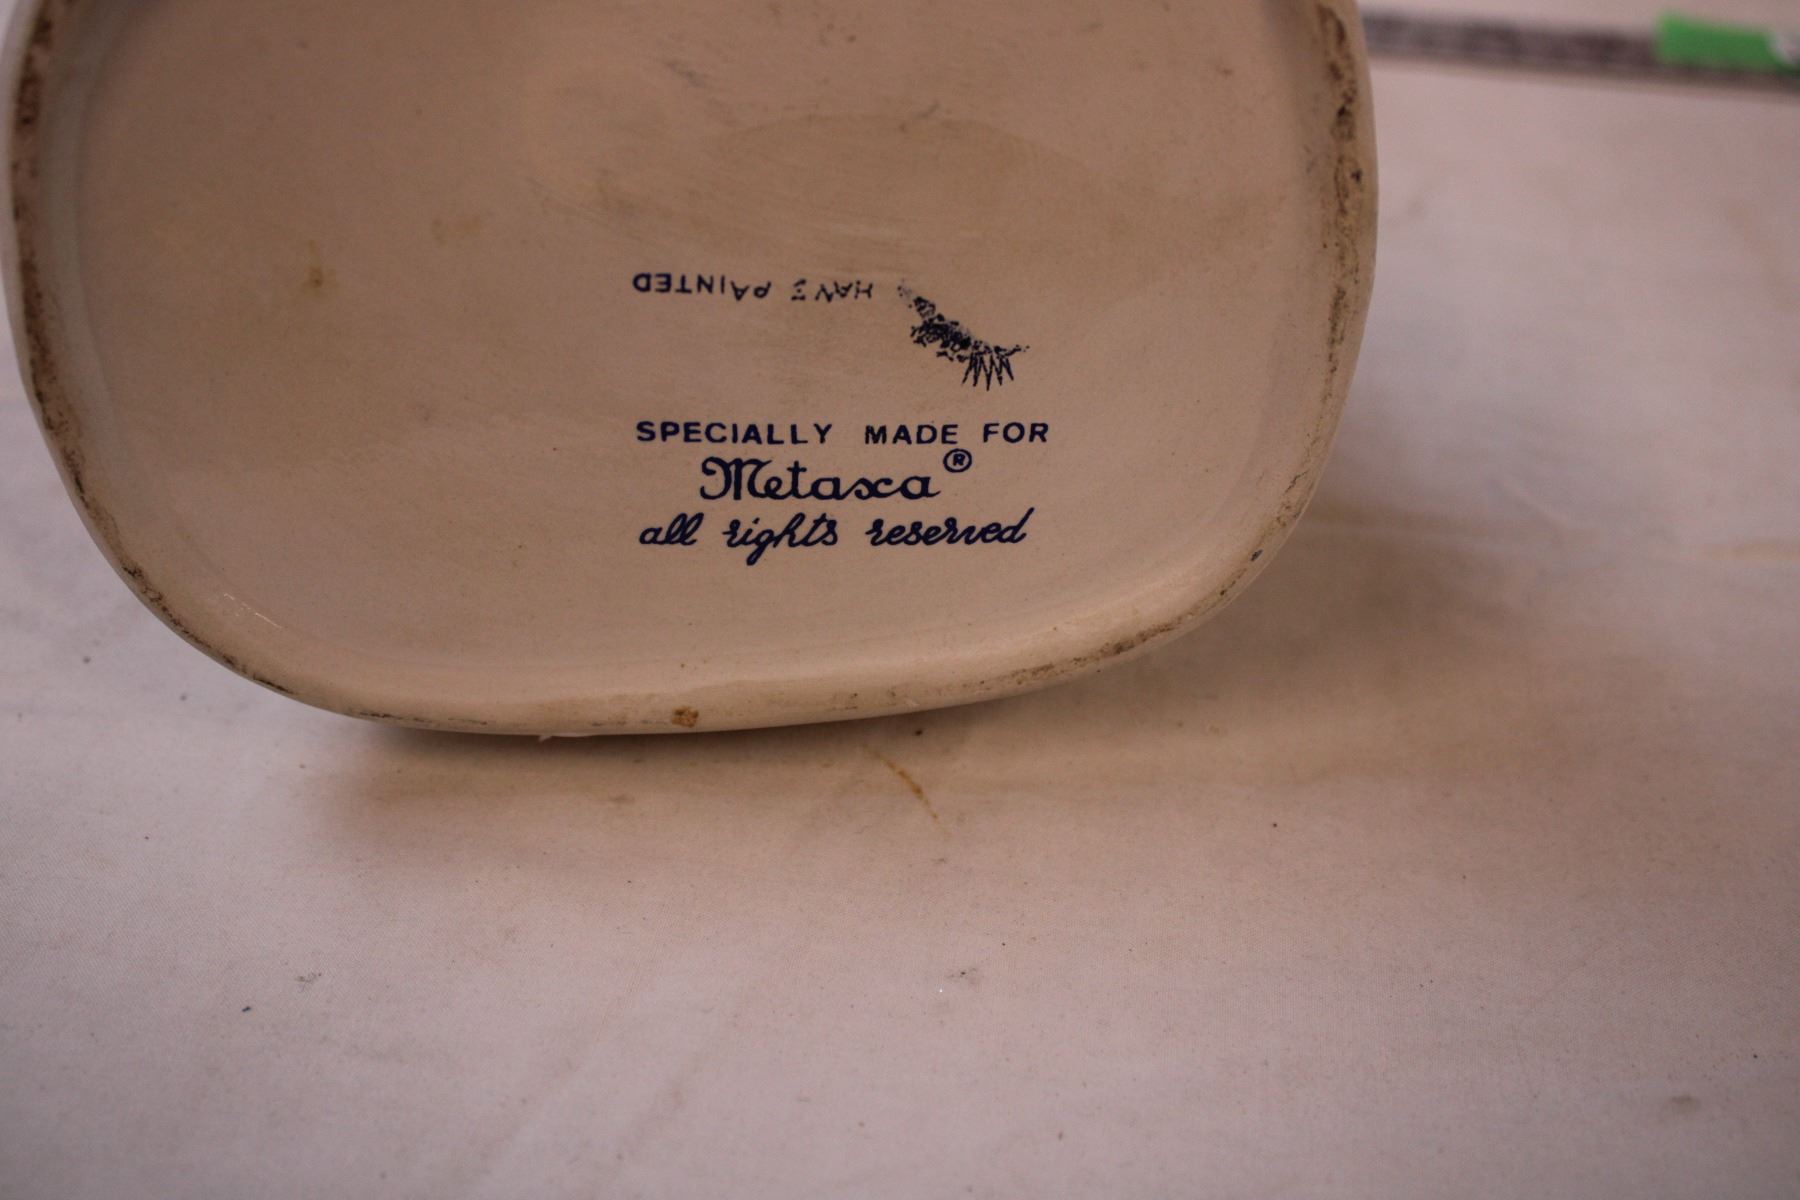 HAND PAINTED
SPECIALLY MADE FOR
Metaxa®
all rights reserved